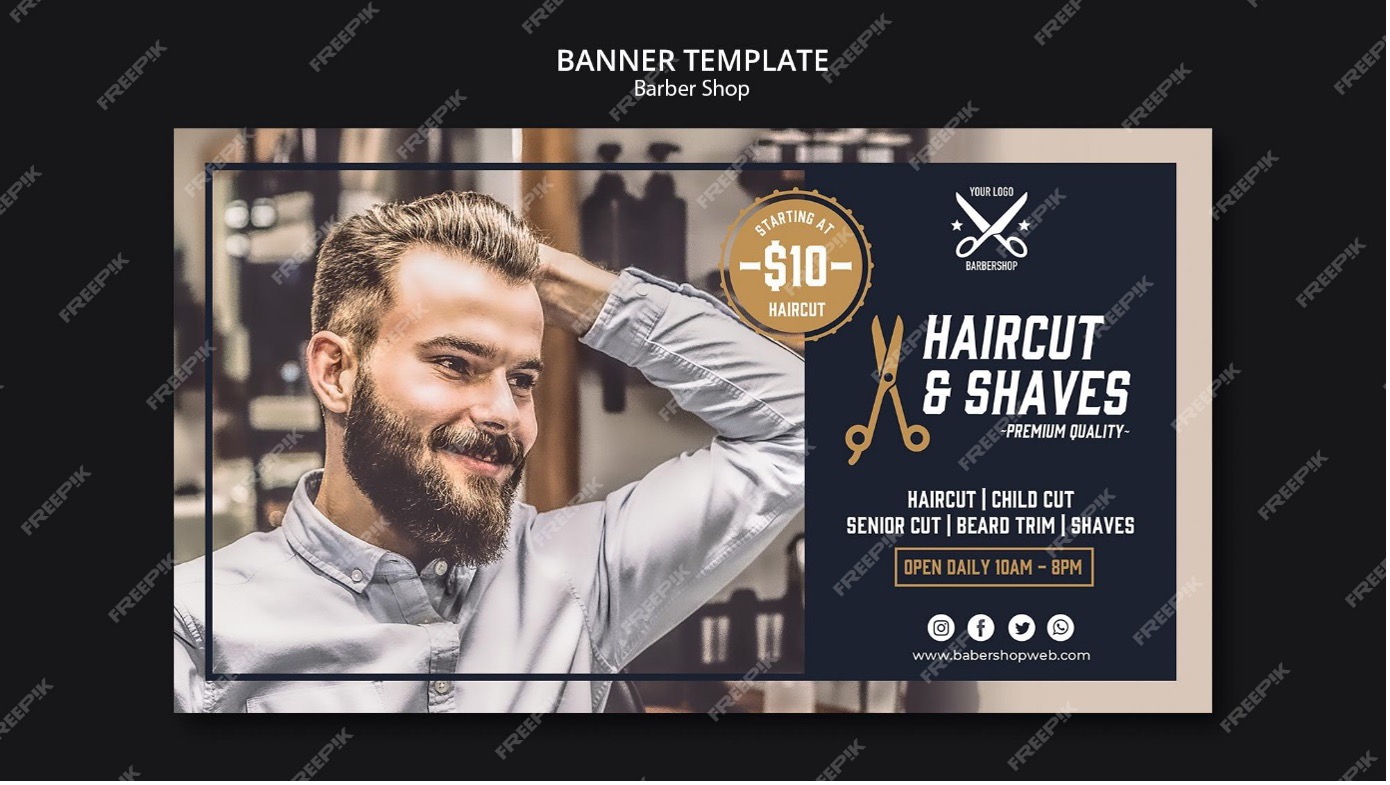 BANNER TEMPLATE
Barber Shop
STARTING AT
$10
HAIRCUT
YOUR LOGO
BARBERSHOP
HAIRCUT
& SHAVES
~PREMIUM QUALITY~
HAIRCUT | CHILD CUT
SENIOR CUT | BEARD TRIM | SHAVES
OPEN DAILY 10AM – 8PM
www.babershopweb.com
FREEPIK